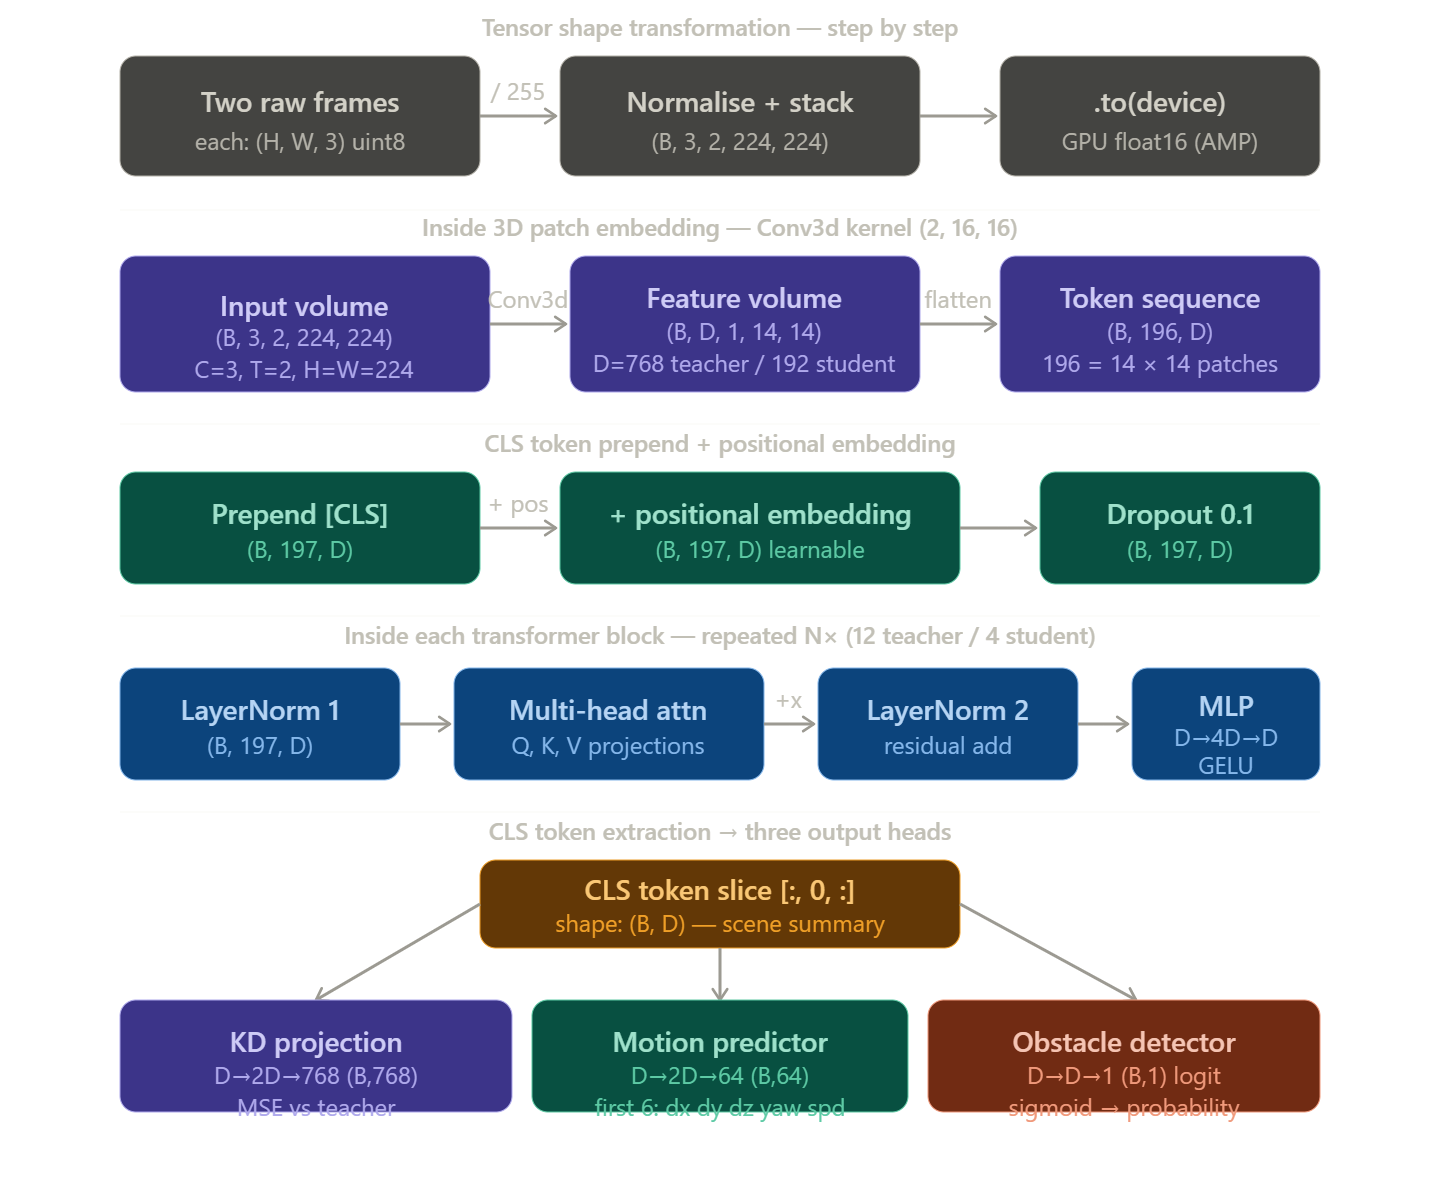 Tensor shape transformation — step by step
Two raw frames
each: (H, W, 3) uint8
/ 255
Normalise + stack
(B, 3, 2, 224, 224)
.to(device)
GPU float16 (AMP)
Inside 3D patch embedding — Conv3d kernel (2, 16, 16)
Input volume
(B, 3, 2, 224, 224)
C=3, T=2, H=W=224
Conv3d
Feature volume
(B, D, 1, 14, 14)
D=768 teacher / 192 student
flatten
Token sequence
(B, 196, D)
196 = 14 × 14 patches
CLS token prepend + positional embedding
Prepend [CLS]
(B, 197, D)
+ pos
+ positional embedding
(B, 197, D) learnable
Dropout 0.1
(B, 197, D)
Inside each transformer block — repeated N× (12 teacher / 4 student)
LayerNorm 1
(B, 197, D)
Multi-head attn
Q, K, V projections
+x
LayerNorm 2
residual add
MLP
D→4D→D
GELU
CLS token extraction → three output heads
CLS token slice [:, 0, :]
shape: (B, D) — scene summary
KD projection
D→2D→768 (B,768)
MSE vs teacher
Motion predictor
D→2D→64 (B,64)
first 6: dx dy dz yaw spd
Obstacle detector
D→D→1 (B,1) logit
sigmoid → probability